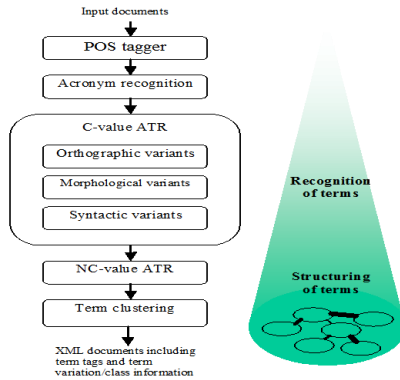 Input documents
POS tagger
Acronym recognition
C-value ATR
Orthographic variants
Morphological variants
Syntactic variants
NC-value ATR
Term clustering
XML documents including
term tags and term
variation/class information
Recognition
of terms
Structuring
of terms